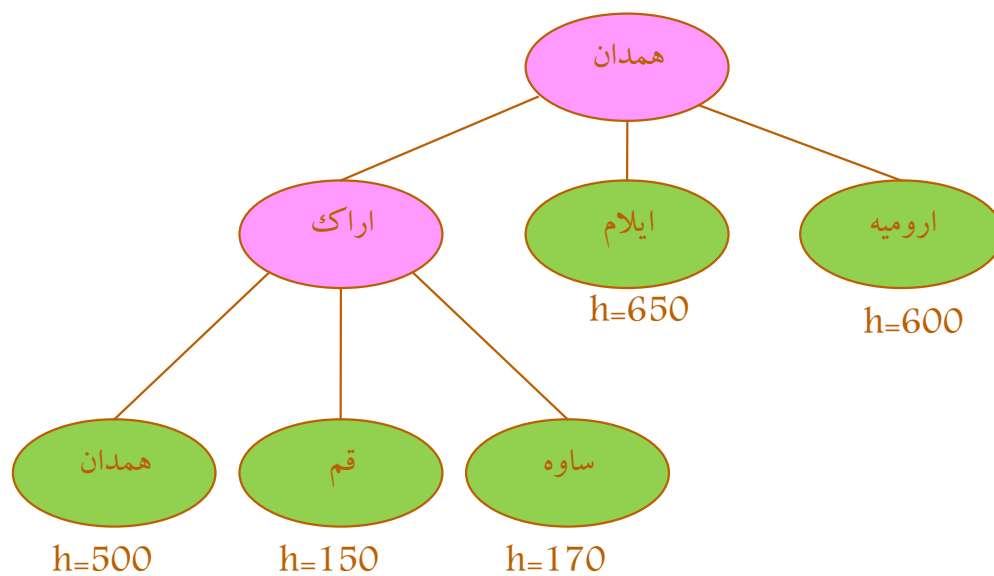 همدان
اراک
ایلام
ارومیه
h=650
h=600
همدان
قم
ساوه
h=500
h=150
h=170